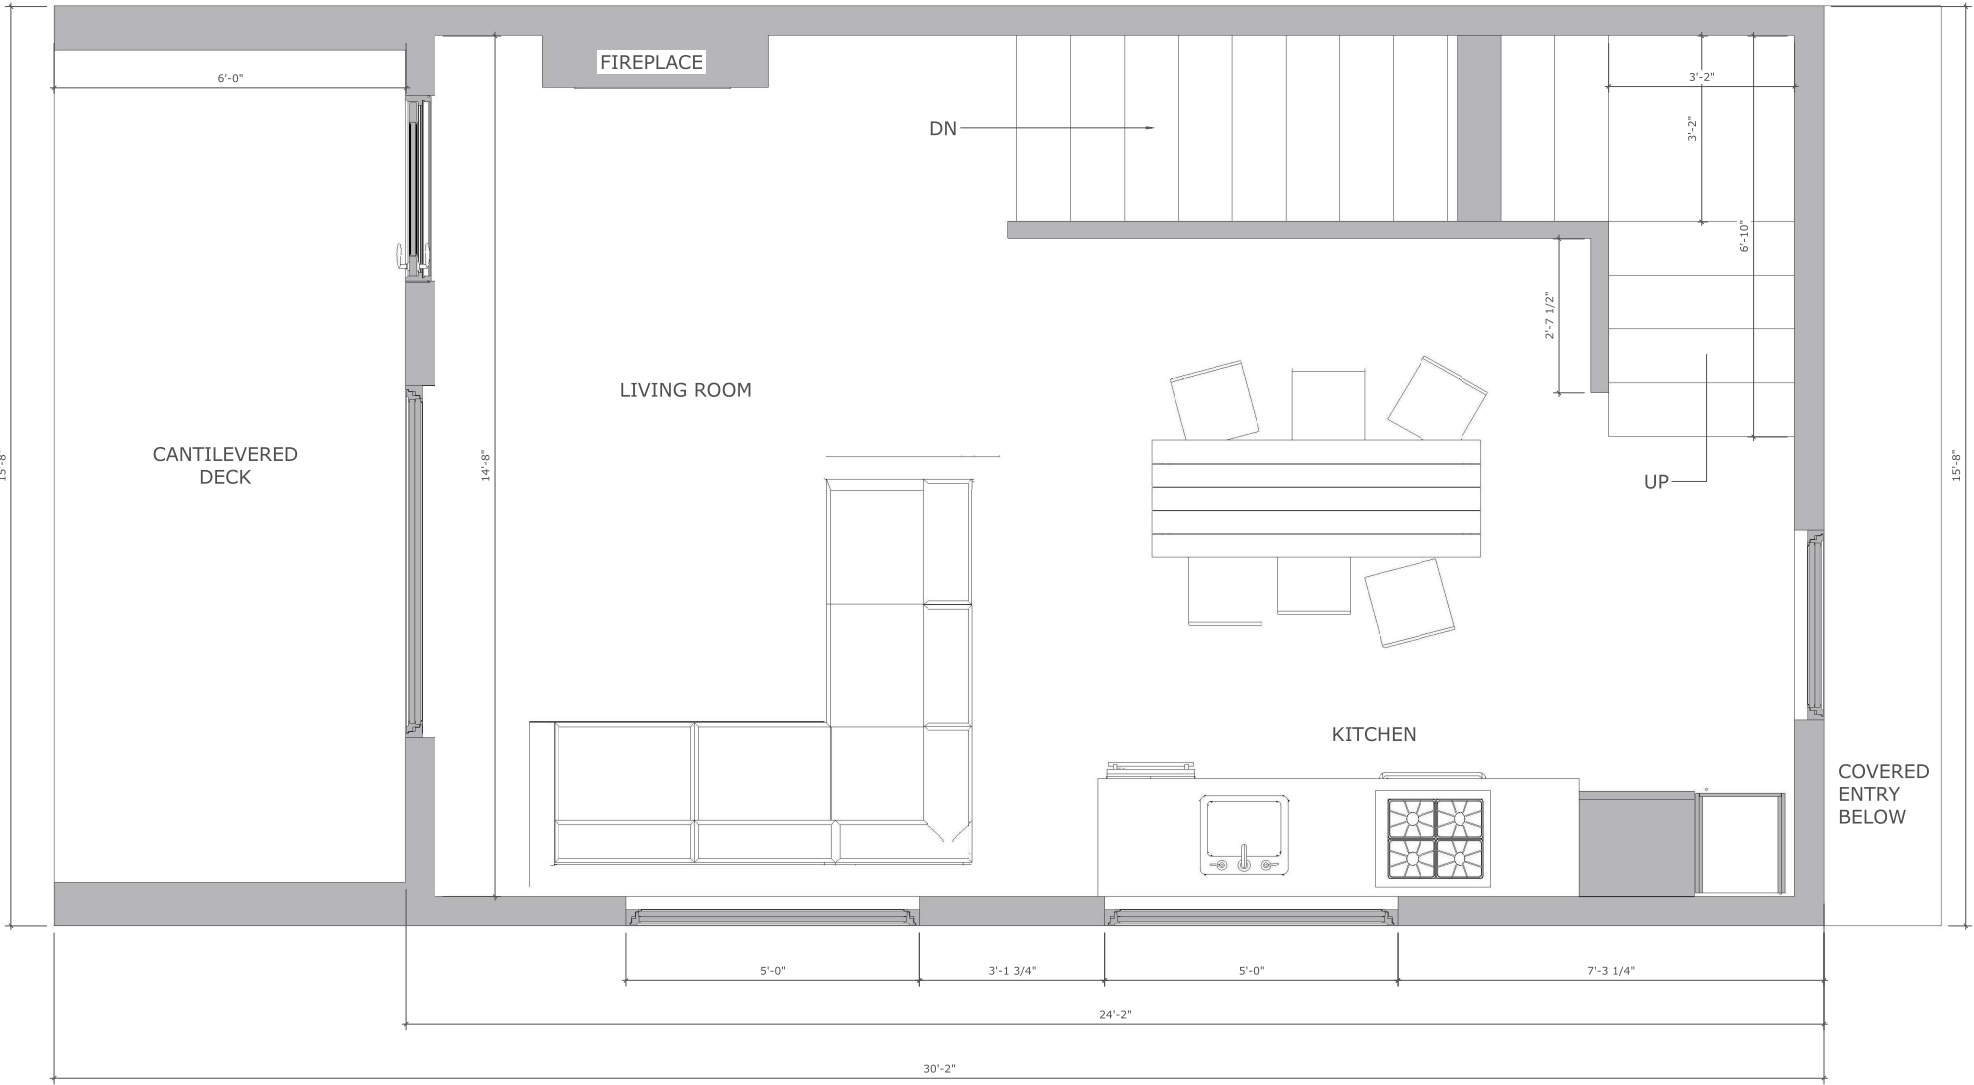 FIREPLACE
6'-0"
3'-2"
DN
3'-2"
6'-10"
2'-7 1/2"
LIVING ROOM
CANTILEVERED
DECK
14'-8"
15'-8"
15'-8"
UP
KITCHEN
COVERED
ENTRY
BELOW
5'-0"
3'-1 3/4"
5'-0"
7'-3 1/4"
24'-2"
30'-2"